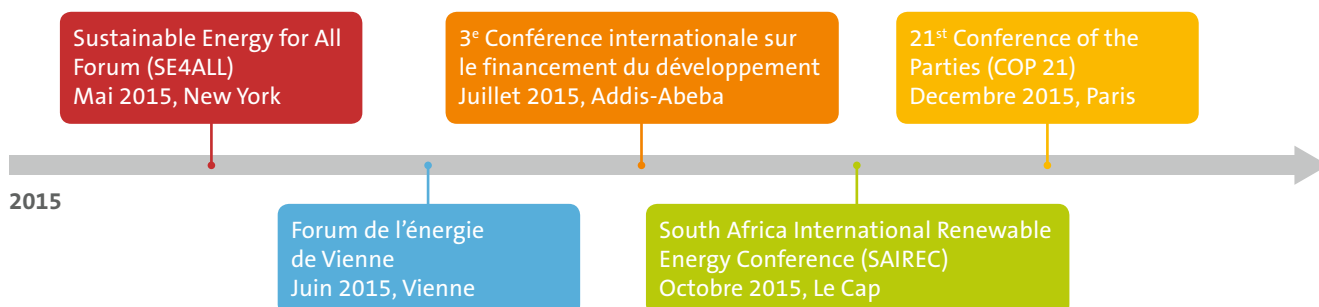 Sustainable Energy for All
Forum (SE4ALL)
Mai 2015, New York
3e Conférence internationale sur
le financement du développement
Juillet 2015, Addis-Abeba
21st Conference of the
Parties (COP 21)
Decembre 2015, Paris
2015
Forum de l’énergie
de Vienne
Juin 2015, Vienne
South Africa International Renewable
Energy Conference (SAIREC)
Octobre 2015, Le Cap